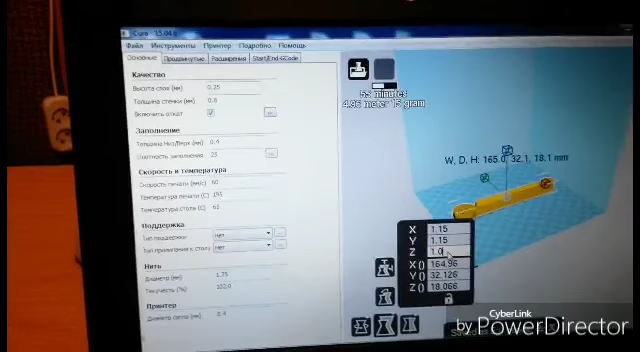 Cura - 15.04.6
Файл Инструменты Принтер Подробно Помощь
Основные Продвинутые Расширения Start/End-GCode
Качество
Высота слоя (мм) 0.25
Толщина стенки (мм) 0.8
Включить откат ...
Заполнение
Толщина Низ/Верх (мм) 0.4
Плотность заполнения 25 ...
Скорость и температура
Скорость печати (мм/с) 60
Температура печати (C) 195
Температура стола (C) 65
Поддержка
Тип поддержки Нет ...
Тип прилипания к столу Нет ...
Нить
Диаметр (мм) 1.75
Текучесть (%) 100.0
Принтер
Диаметр сопла (мм) 0.4
55 minutes
4.96 meter 15 gram
W, D, H: 165.0, 32.1, 18.1 mm
X 1.15
Y 1.15
Z 1.0
X() 164.96
Y() 32.126
Z() 18.066
CyberLink
by PowerDirector